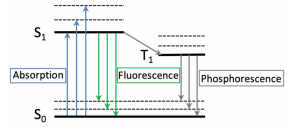 S1
T1
Absorption
Fluorescence
Phosphorescence
S0